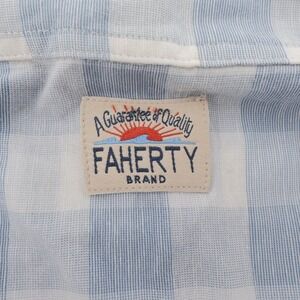 A Guarantee of Quality
FAHERTY
BRAND